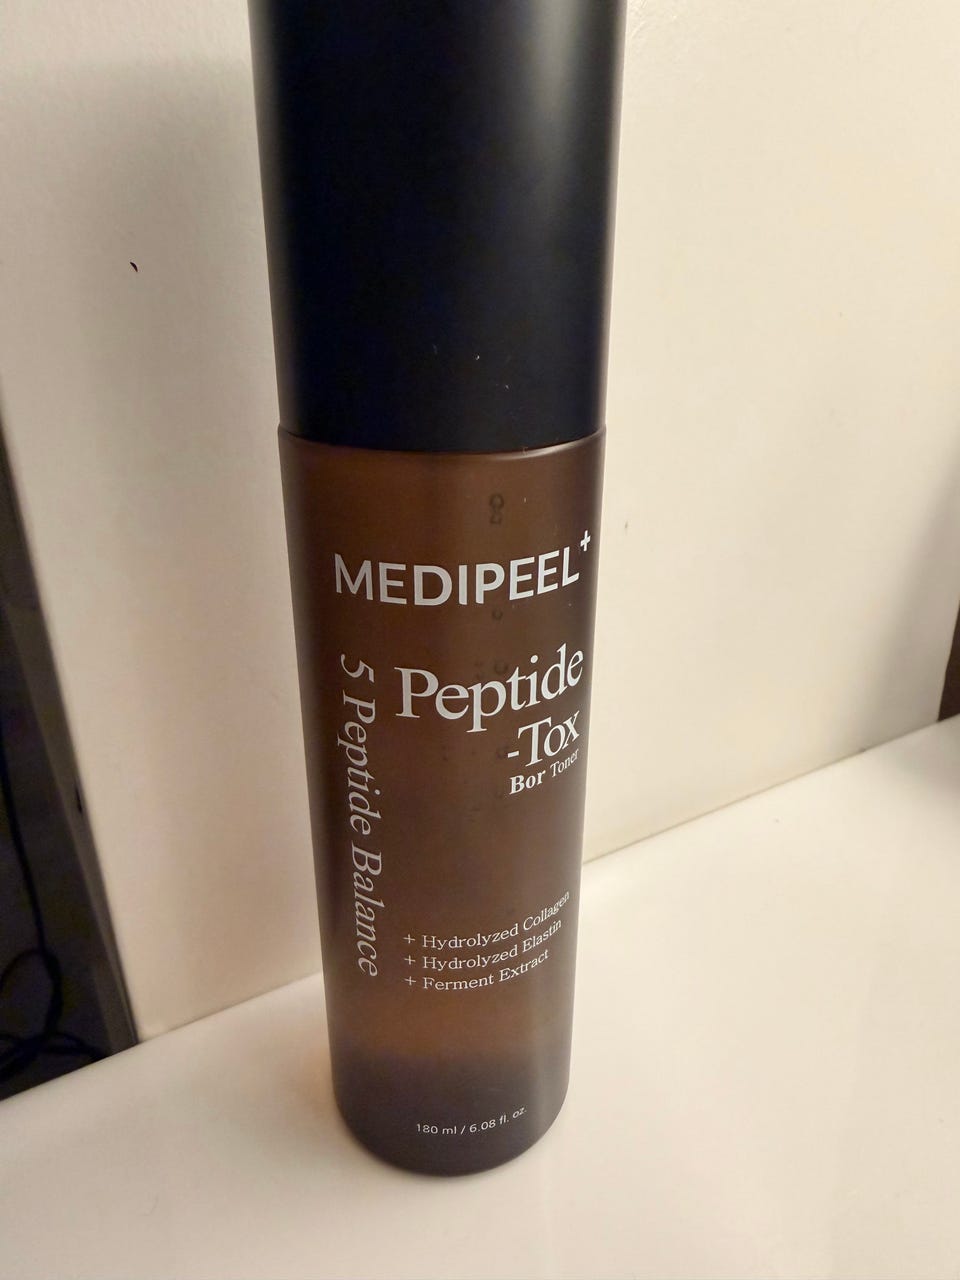 MEDIPEEL+
Peptide
-Tox
Bor Toner
5 Peptide Balance
+ Hydrolyzed Collagen
+ Hydrolyzed Elastin
+ Ferment Extract
180 ml / 6.08 fl. oz.